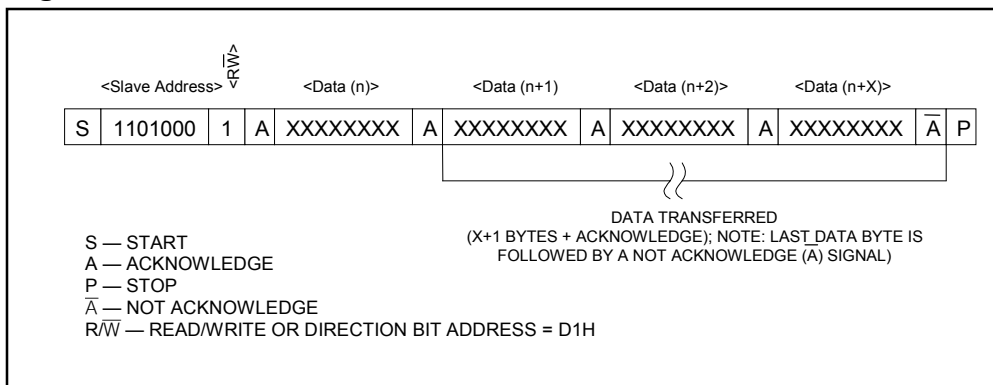 <Slave Address> <RW̅> <Data (n)> <Data (n+1) <Data (n+2)> <Data (n+X)>
S 1101000 1 A XXXXXXXX A XXXXXXXX A XXXXXXXX A XXXXXXXX A̅ P
DATA TRANSFERRED
(X+1 BYTES + ACKNOWLEDGE); NOTE: LAST DATA BYTE IS
FOLLOWED BY A NOT ACKNOWLEDGE (A̅) SIGNAL)
S — START
A — ACKNOWLEDGE
P — STOP
A̅ — NOT ACKNOWLEDGE
R/W̅ — READ/WRITE OR DIRECTION BIT ADDRESS = D1H